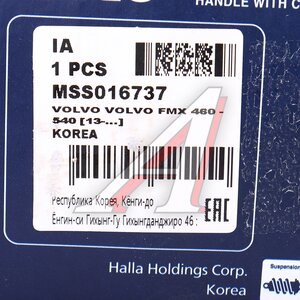 HANDLE WITH C
IA
1 PCS
MSS016737
VOLVO VOLVO FMX 460 -
540 [13-...]
KOREA
Республика Корея, Кёнги-до
Ёнгин-си Гихынг-Гу Гихынгданджиро 46 :
EAC
Halla Holdings Corp.
Korea
Suspension